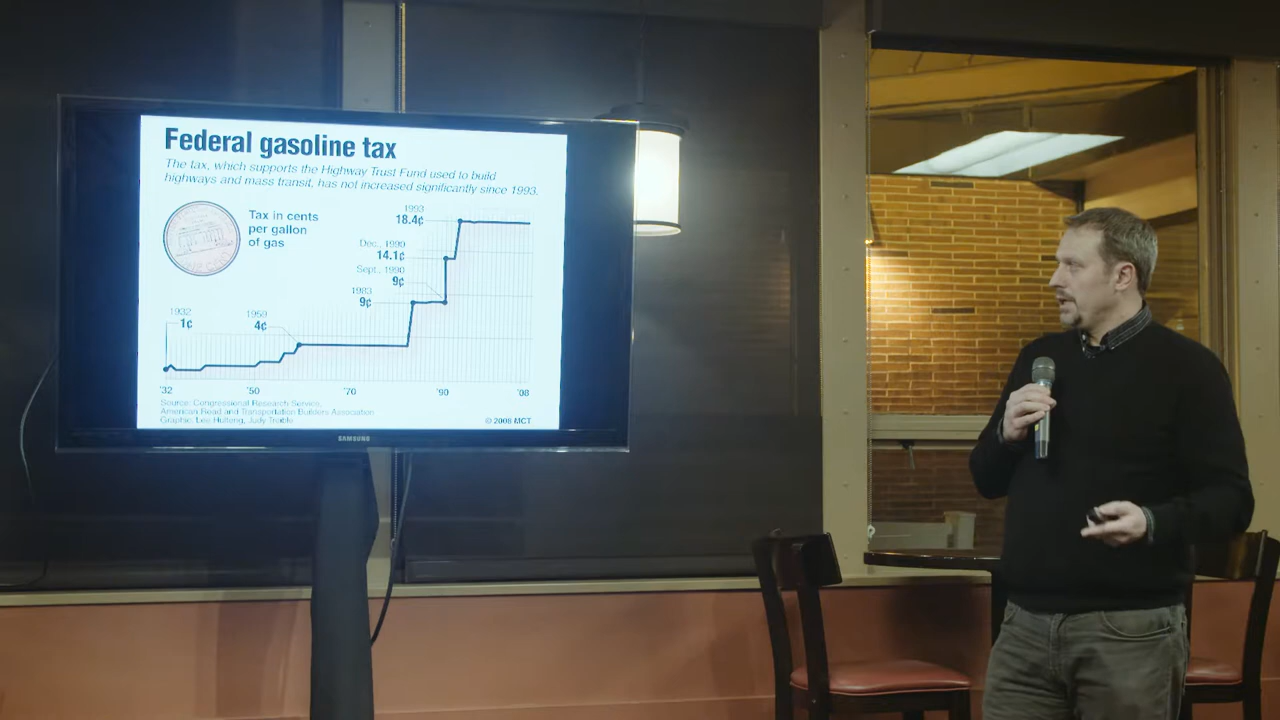 Federal gasoline tax
The tax, which supports the Highway Trust Fund used to build
highways and mass transit, has not increased significantly since 1993.
Tax in cents
per gallon
of gas
1993
18.4¢
Dec., 1990
14.1¢
Sept., 1990
9¢
1983
9¢
1932
1¢
1959
4¢
'32 '50 '70 '90 '08
Source: Congressional Research Service,
American Road and Transportation Builders Association
Graphic: Lee Hulteng, Judy Treible
© 2008 MCT
SAMSUNG